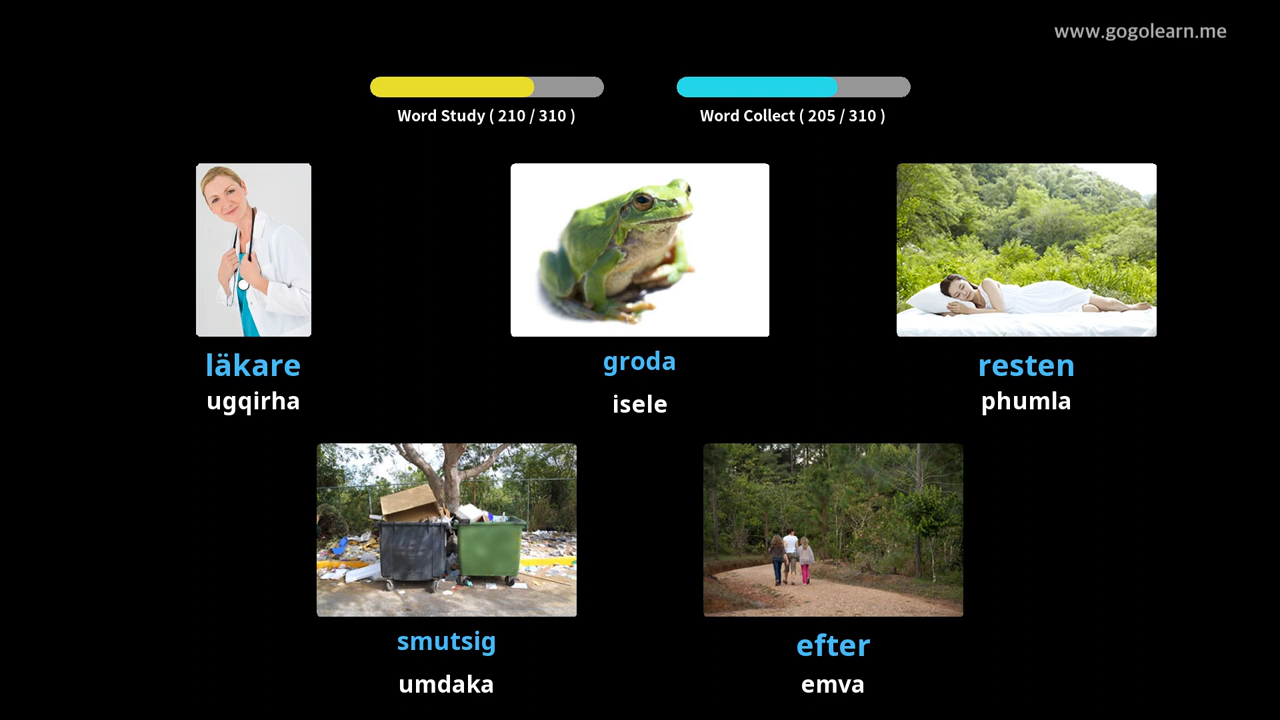 www.gogolearn.me
Word Study ( 210 / 310 )
Word Collect ( 205 / 310 )
läkare
ugqirha
groda
isele
resten
phumla
smutsig
umdaka
efter
emva